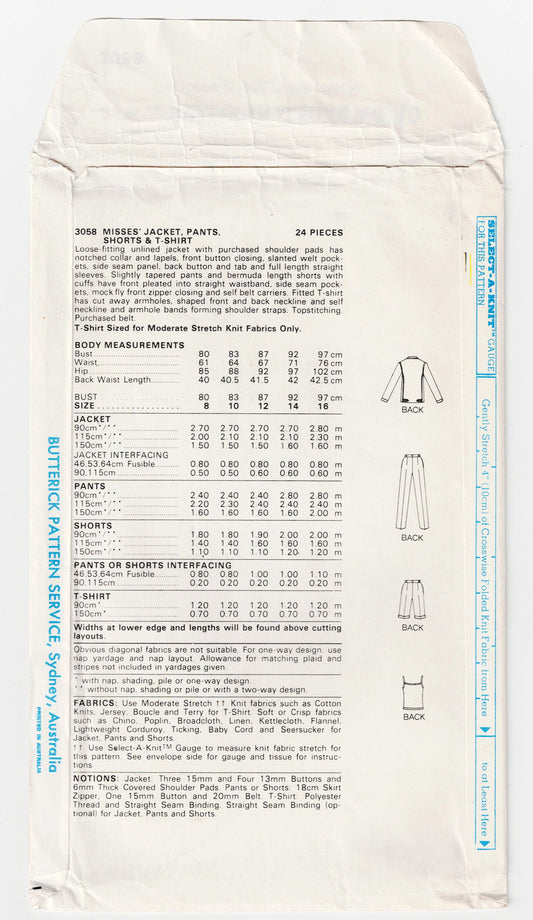 3058 MISSES' JACKET, PANTS, 24 PIECES
SHORTS & T-SHIRT
Loose-fitting unlined jacket with purchased shoulder pads has
notched collar and lapels, front button closing, slanted welt pock-
ets, side seam panel, back button and tab and full length straight
sleeves. Slightly tapered pants and bermuda length shorts with
cuffs have front pleated into straight waistband, side seam pock-
ets, mock fly front zipper closing and self belt carriers. Fitted T-shirt
has cut away armholes, shaped front and back neckline and self
neckline and armhole bands forming shoulder straps. Topstitching.
Purchased belt.
T-Shirt Sized for Moderate Stretch Knit Fabrics Only.
BODY MEASUREMENTS
Bust 80 83 87 92 97 cm
Waist 61 64 67 71 76 cm
Hip 85 88 92 97 102 cm
Back Waist Length 40 40.5 41.5 42 42.5 cm
BUST 80 83 87 92 97 cm
SIZE 8 10 12 14 16
JACKET
90cm*/** 2.70 2.70 2.70 2.70 2.80 m
115cm*/** 2.00 2.10 2.10 2.10 2.30 m
150cm*/** 1.50 1.50 1.50 1.60 1.60 m
JACKET INTERFACING
46,53,64cm Fusible 0.80 0.80 0.80 0.80 0.80 m
90,115cm 0.50 0.50 0.60 0.60 0.60 m
PANTS
90cm*/** 2.40 2.40 2.40 2.80 2.80 m
115cm*/** 2.20 2.30 2.40 2.40 2.40 m
150cm*/** 1.60 1.60 1.60 1.60 2.00 m
SHORTS
90cm*/** 1.80 1.80 1.90 2.00 2.00 m
115cm*/** 1.40 1.40 1.60 1.60 1.60 m
150cm*/** 1.10 1.10 1.10 1.20 1.20 m
PANTS OR SHORTS INTERFACING
46,53,64cm Fusible 0.80 0.80 1.00 1.00 1.10 m
90,115cm 0.20 0.20 0.20 0.20 0.20 m
T-SHIRT
90cm* 1.20 1.20 1.20 1.20 1.20 m
150cm* 0.70 0.70 0.70 0.70 0.70 m
Widths at lower edge and lengths will be found above cutting
layouts.
Obvious diagonal fabrics are not suitable. For one-way design: use
nap yardage and nap layout. Allowance for matching plaid and
stripes not included in yardages given.
* with nap, shading, pile or one-way design.
** without nap, shading or pile or with a two-way design.
FABRICS: Use Moderate Stretch †† Knit fabrics such as Cotton
Knits, Jersey, Boucle and Terry for T-Shirt. Soft or Crisp fabrics
such as Chino, Poplin, Broadcloth, Linen, Kettlecloth, Flannel,
Lightweight Corduroy, Ticking, Baby Cord and Seersucker for
Jacket, Pants and Shorts.
†† Use Select-A-Knit™ Gauge to measure knit fabric stretch for
this pattern. See envelope side for gauge and tissue for instruc-
tions.
NOTIONS: Jacket: Three 15mm and Four 13mm Buttons and
6mm Thick Covered Shoulder Pads. Pants or Shorts: 18cm Skirt
Zipper, One 15mm Button and 20mm Belt. T-Shirt: Polyester
Thread and Straight Seam Binding. Straight Seam Binding (op-
tional) for Jacket, Pants and Shorts.
BACK
BACK
BACK
BACK
BUTTERICK PATTERN SERVICE, Sydney, Australia
PRINTED IN AUSTRALIA
SELECT-A-KNIT™ GAUGE
FOR THIS PATTERN
Gently Stretch 4" (10cm) of Crosswise Folded Knit Fabric from Here
to at Least Here